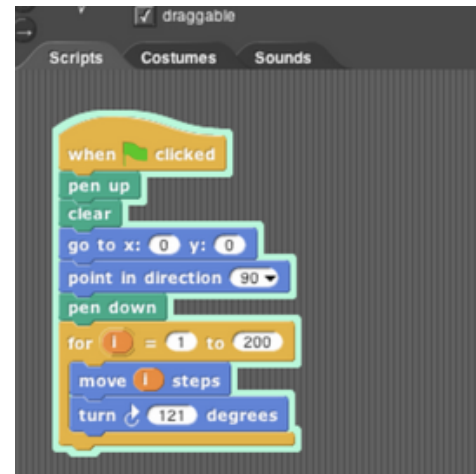 draggable
Scripts Costumes Sounds
when clicked
pen up
clear
go to x: 0 y: 0
point in direction 90
pen down
for i = 1 to 200
move i steps
turn 121 degrees